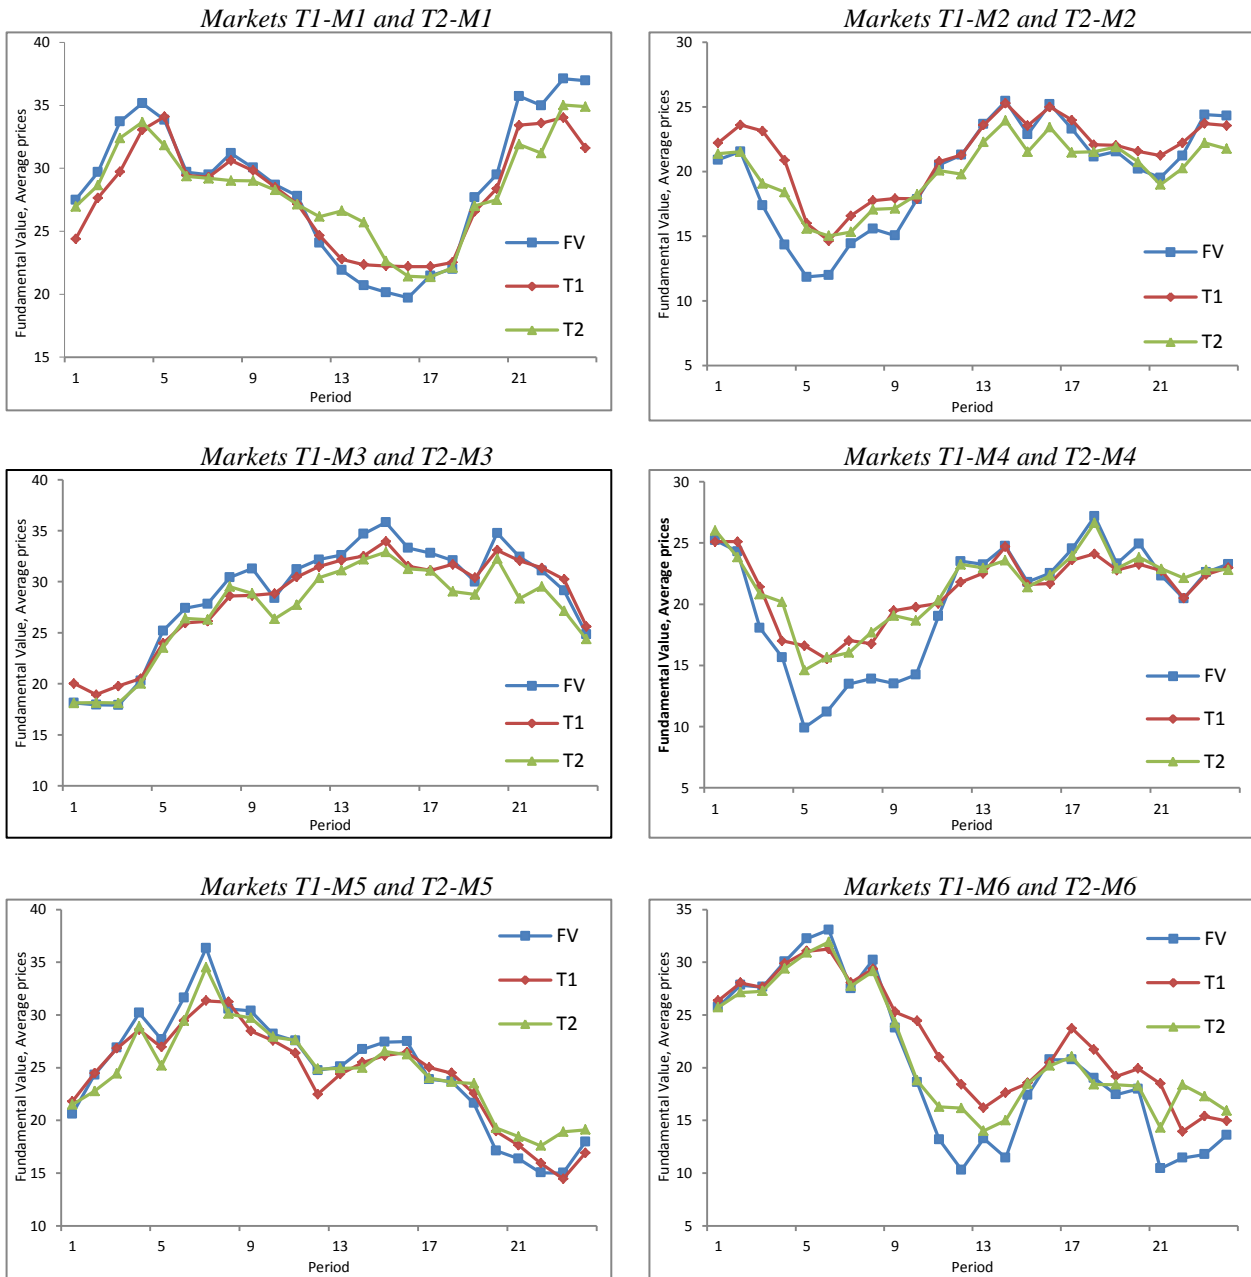 Markets T1-M1 and T2-M1
Fundamental Value, Average prices
40
35
30
25
20
15
FV
T1
T2
1 5 9 13 17 21
Period
Markets T1-M2 and T2-M2
Fundamental Value, Average prices
30
25
20
15
10
5
FV
T1
T2
1 5 9 13 17 21
Period
Markets T1-M3 and T2-M3
Fundamental Value, Average prices
40
35
30
25
20
15
10
FV
T1
T2
1 5 9 13 17 21
Period
Markets T1-M4 and T2-M4
Fundamental Value, Average prices
30
25
20
15
10
5
FV
T1
T2
1 5 9 13 17 21
Period
Markets T1-M5 and T2-M5
Fundamental Value, Average prices
40
35
30
25
20
15
10
FV
T1
T2
1 5 9 13 17 21
Period
Markets T1-M6 and T2-M6
Fundamental Value, Average prices
35
30
25
20
15
10
5
FV
T1
T2
1 5 9 13 17 21
Period